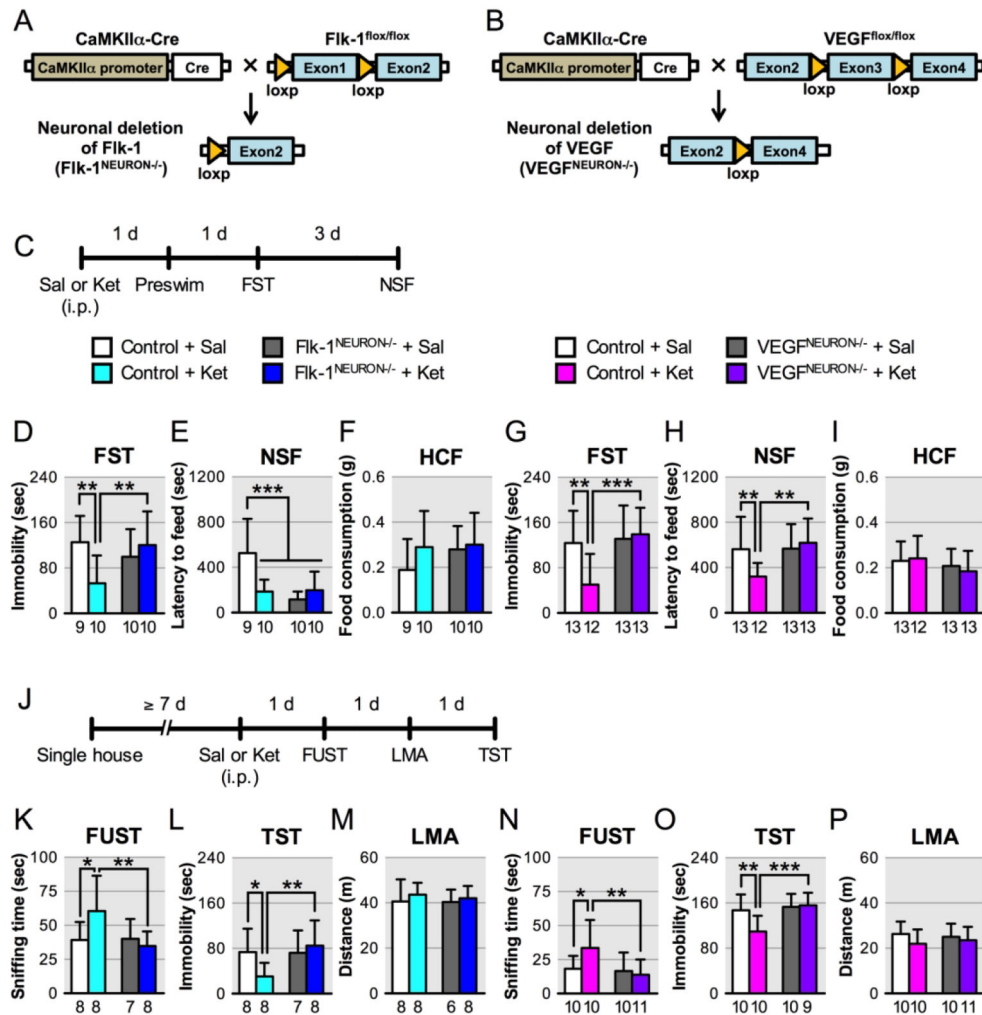 A
CaMKIIα-Cre
Flk-1flox/flox
CaMKIIα promoter
Cre
×
Exon1
Exon2
loxp
loxp
Neuronal deletion
of Flk-1
(Flk-1NEURON-/-)
Exon2
loxp
B
CaMKIIα-Cre
VEGFflox/flox
CaMKIIα promoter
Cre
×
Exon2
Exon3
Exon4
loxp
loxp
Neuronal deletion
of VEGF
(VEGFNEURON-/-)
Exon2
Exon4
loxp
C
1 d
1 d
3 d
Sal or Ket
(i.p.)
Preswim
FST
NSF
Control + Sal
Flk-1NEURON-/- + Sal
Control + Ket
Flk-1NEURON-/- + Ket
Control + Sal
VEGFNEURON-/- + Sal
Control + Ket
VEGFNEURON-/- + Ket
D
FST
Immobility (sec)
240
160
80
0
**
**
9 10 10 10
E
NSF
Latency to feed (sec)
1200
800
400
0
***
9 10 10 10
F
HCF
Food consumption (g)
0.6
0.4
0.2
0.0
9 10 10 10
G
FST
Immobility (sec)
240
160
80
0
**
***
13 12 13 13
H
NSF
Latency to feed (sec)
1200
800
400
0
**
**
13 12 13 13
I
HCF
Food consumption (g)
0.6
0.4
0.2
0.0
13 12 13 13
J
≥ 7 d
1 d
1 d
1 d
Single house
Sal or Ket
(i.p.)
FUST
LMA
TST
K
FUST
Sniffing time (sec)
100
75
50
25
0
*
**
8 8 7 8
L
TST
Immobility (sec)
240
160
80
0
*
**
8 8 7 8
M
LMA
Distance (m)
60
40
20
0
8 8 6 8
N
FUST
Sniffing time (sec)
100
75
50
25
0
*
**
10 10 10 11
O
TST
Immobility (sec)
240
160
80
0
**
***
10 10 10 9
P
LMA
Distance (m)
60
40
20
0
10 10 10 11